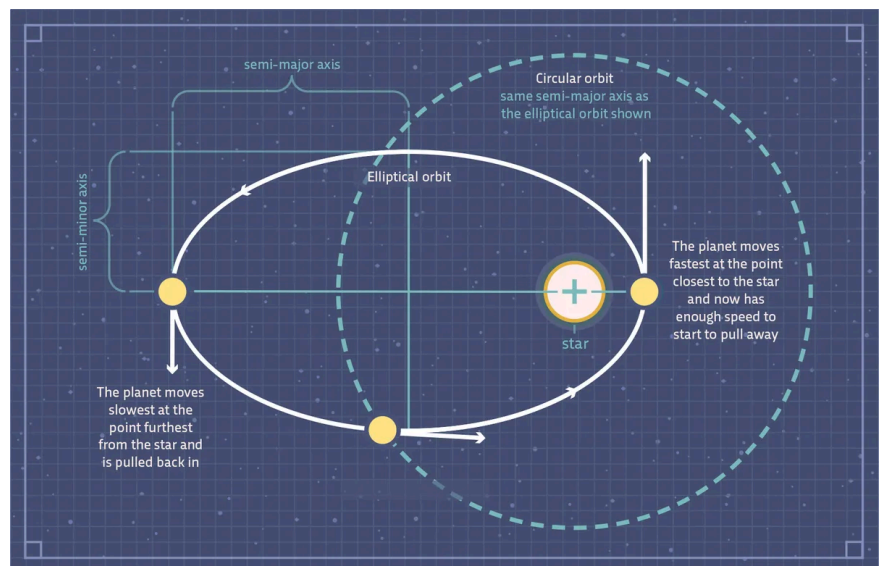 semi-major axis
Circular orbit
same semi-major axis as
the elliptical orbit shown
Elliptical orbit
semi-minor axis
The planet moves
fastest at the point
closest to the star
and now has
enough speed to
start to pull away
star
The planet moves
slowest at the
point furthest
from the star and
is pulled back in